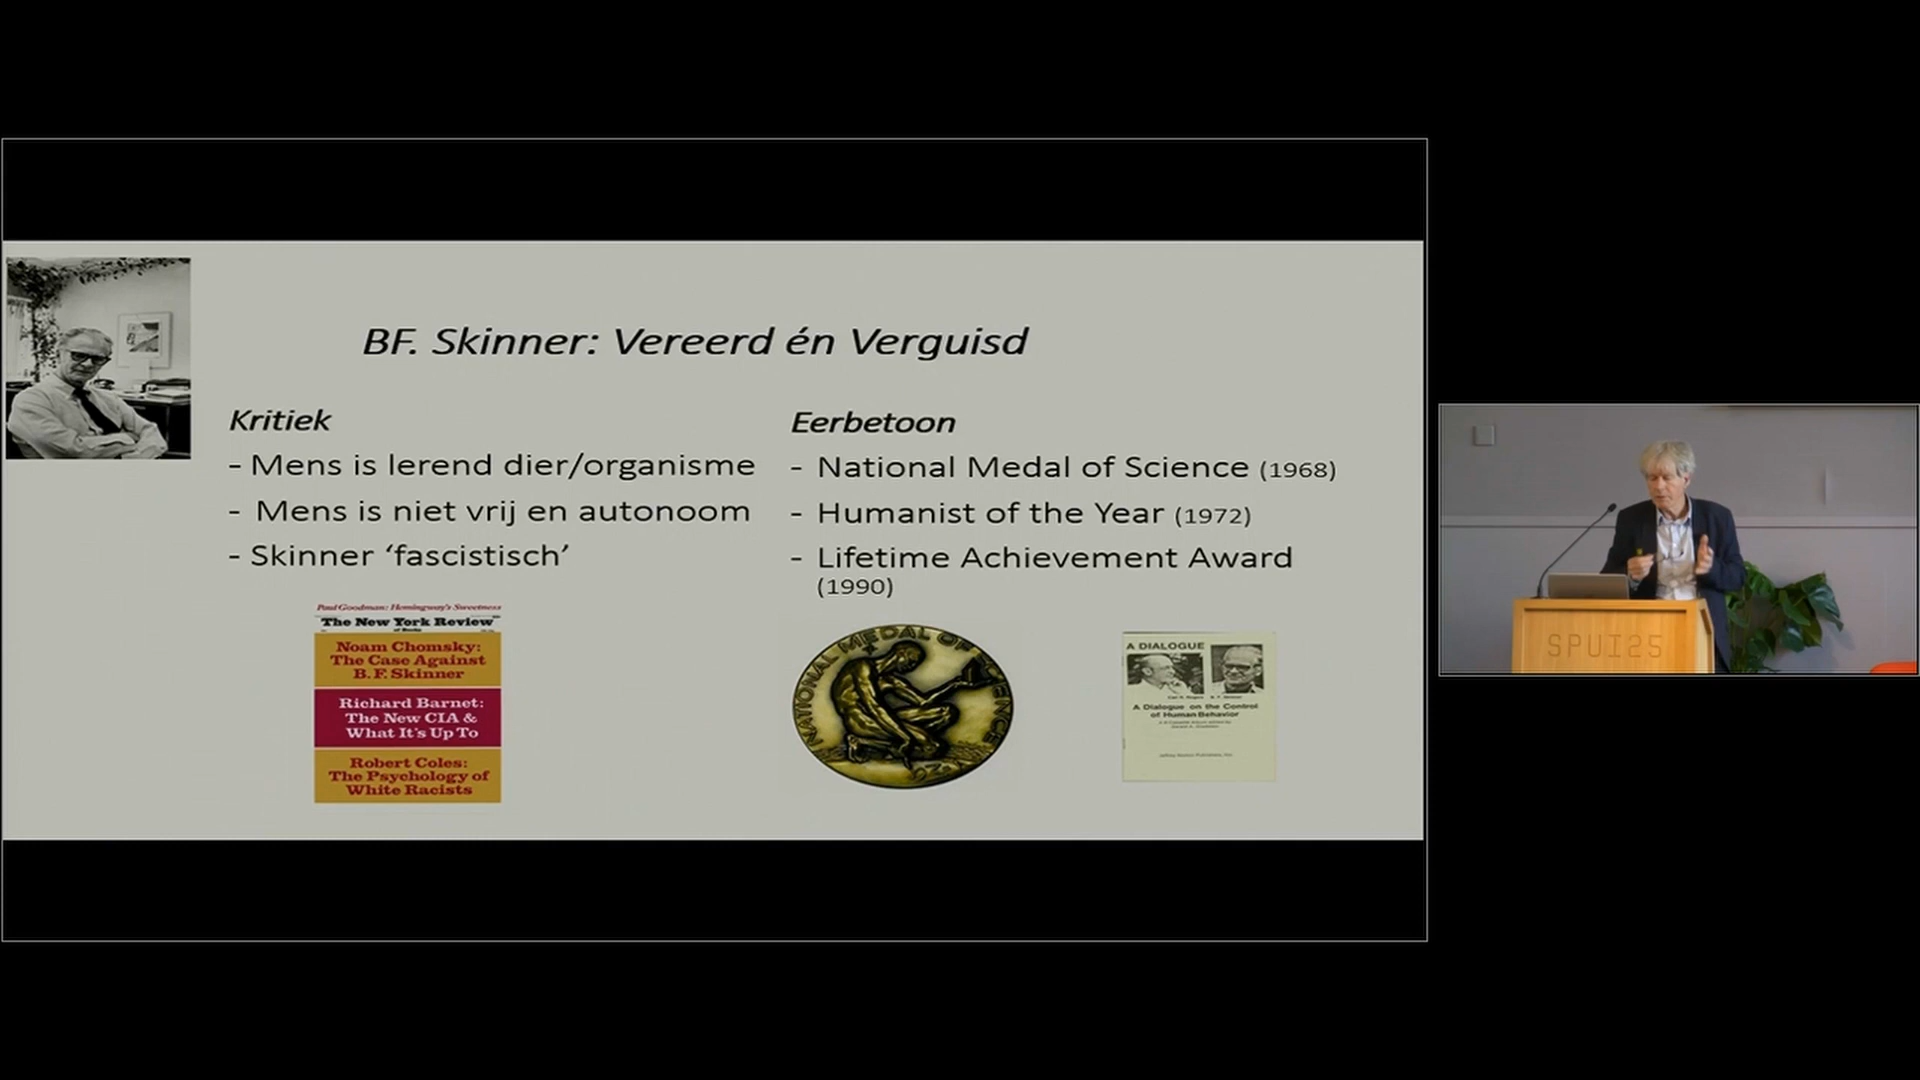 BF. Skinner: Vereerd én Verguisd
Kritiek
- Mens is lerend dier/organisme
- Mens is niet vrij en autonoom
- Skinner ‘fascistisch’
Paul Goodman: Hemingway's Sweetness
The New York Review
of Books
Noam Chomsky:
The Case Against
B. F. Skinner
Richard Barnet:
The New CIA &
What It's Up To
Robert Coles:
The Psychology of
White Racists
Eerbetoon
- National Medal of Science (1968)
- Humanist of the Year (1972)
- Lifetime Achievement Award
(1990)
NATIONAL MEDAL OF SCIENCE
A DIALOGUE
A Dialogue on the Control
of Human Behavior
SPUI25